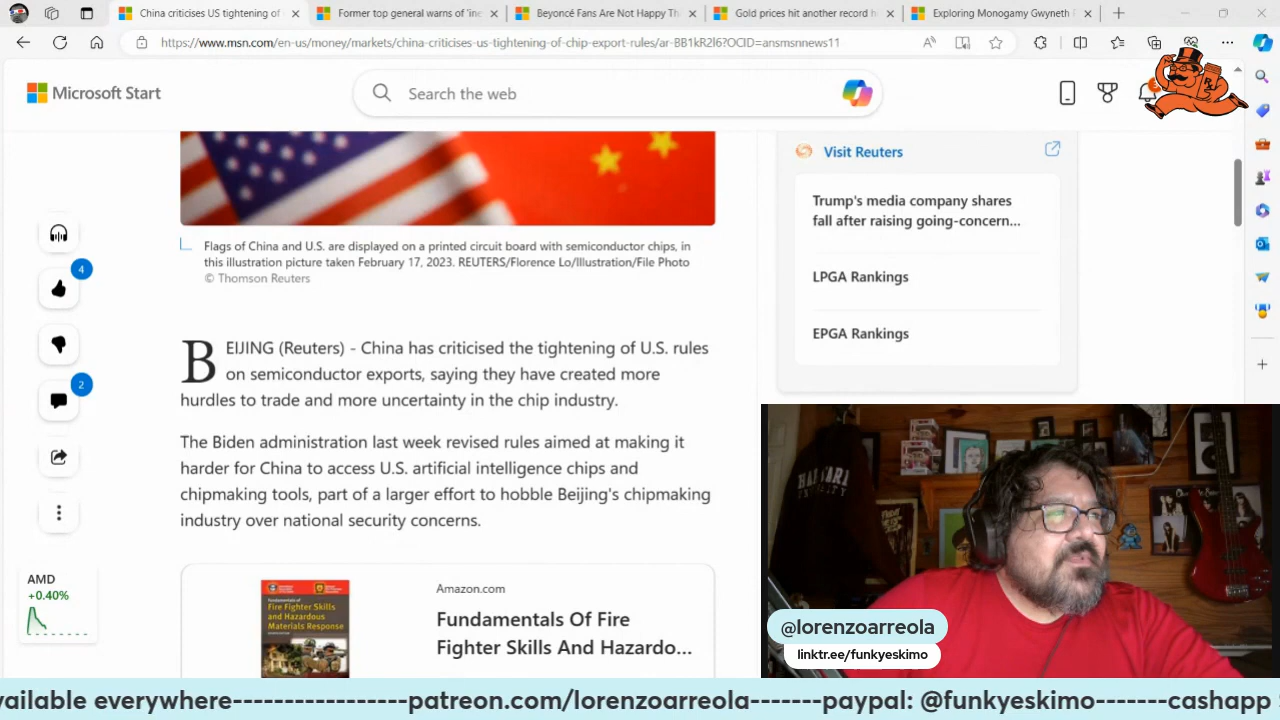 China criticises US tightening of
Former top general warns of 'ine
Beyoncé Fans Are Not Happy Th
Gold prices hit another record h
Exploring Monogamy Gwyneth P
https://www.msn.com/en-us/money/markets/china-criticises-us-tightening-of-chip-export-rules/ar-BB1kR2l6?OCID=ansmsnnews11
Microsoft Start
Search the web
Flags of China and U.S. are displayed on a printed circuit board with semiconductor chips, in
this illustration picture taken February 17, 2023. REUTERS/Florence Lo/Illustration/File Photo
© Thomson Reuters
4
2
BEIJING (Reuters) - China has criticised the tightening of U.S. rules
on semiconductor exports, saying they have created more
hurdles to trade and more uncertainty in the chip industry.
The Biden administration last week revised rules aimed at making it
harder for China to access U.S. artificial intelligence chips and
chipmaking tools, part of a larger effort to hobble Beijing's chipmaking
industry over national security concerns.
AMD
+0.40%
Fire Fighter Skills
and Hazardous
Materials Response
Amazon.com
Fundamentals Of Fire
Fighter Skills And Hazardo...
Visit Reuters
Trump's media company shares
fall after raising going-concern...
LPGA Rankings
EPGA Rankings
@lorenzoarreola
linktr.ee/funkyeskimo
vailable everywhere----------------patreon.com/lorenzoarreola-------paypal: @funkyeskimo-------cashapp